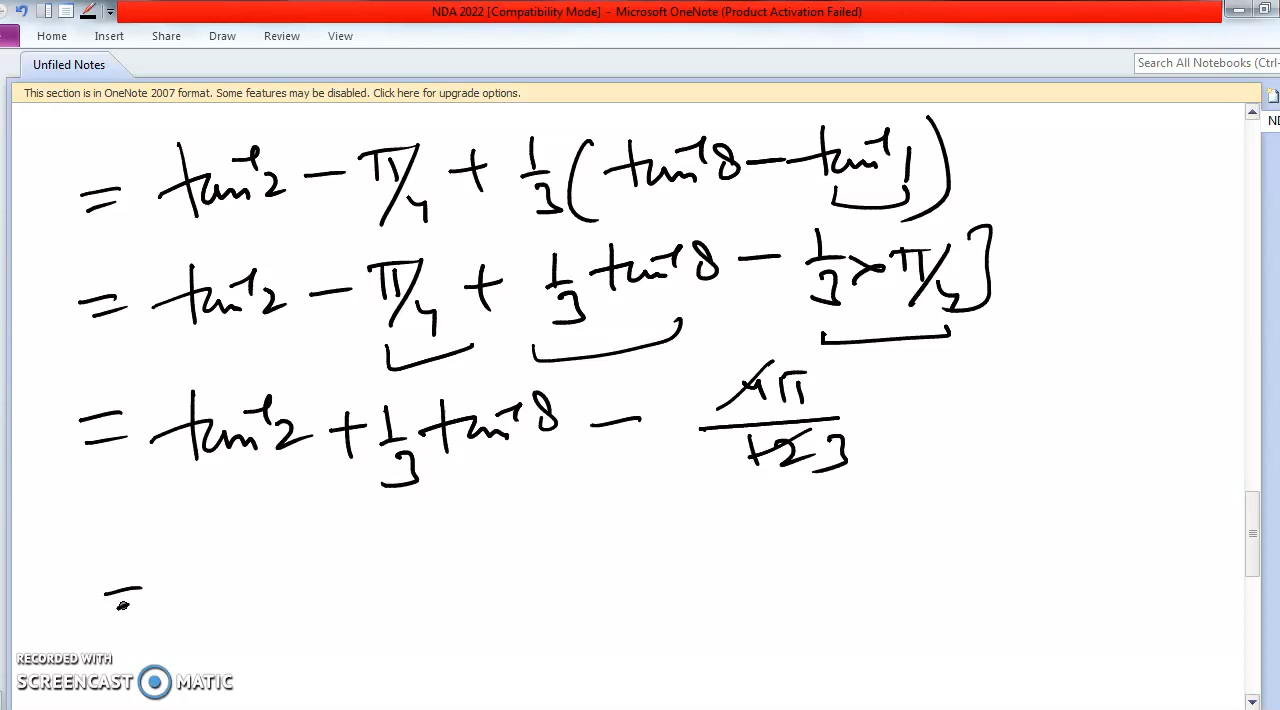 NDA 2022 [Compatibility Mode] - Microsoft OneNote (Product Activation Failed)
Home Insert Share Draw Review View
Unfiled Notes
Search All Notebooks (Ctrl-
This section is in OneNote 2007 format. Some features may be disabled. Click here for upgrade options.
ND
= tan⁻¹2 − π/4 + 1/3 (tan⁻¹8 − tan⁻¹1)
= tan⁻¹2 − π/4 + 1/3 tan⁻¹8 − 1/3 × π/4]
= tan⁻¹2 + 1/3 tan⁻¹8 − 4π/12 3
=
RECORDED WITH
SCREENCAST MATIC